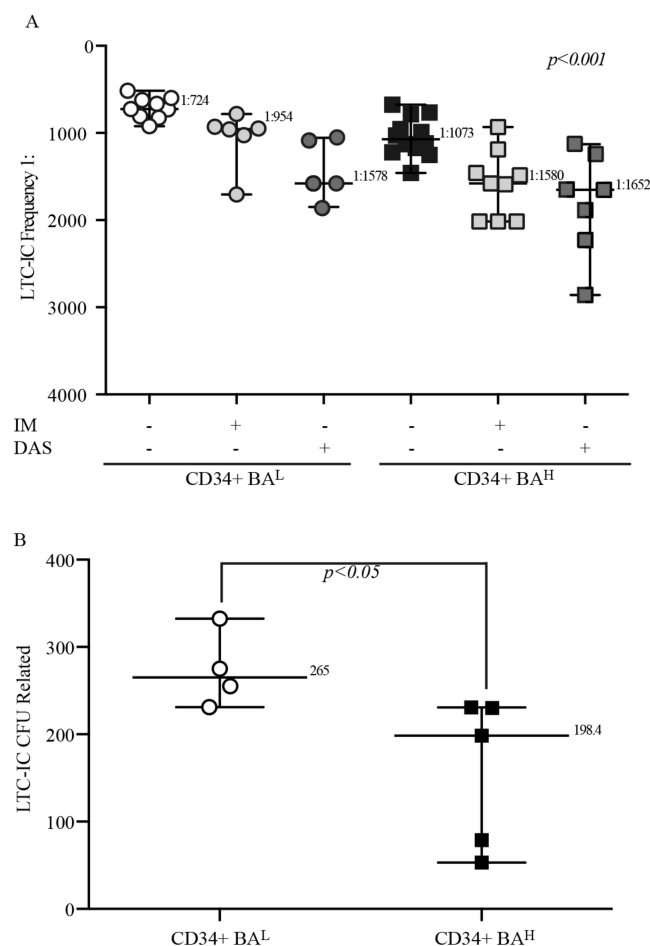 A
0
1000
2000
3000
4000
LTC-IC Frequency 1:
p<0.001
1:724
1:954
1:1578
1:1073
1:1580
1:1652
IM - + - - + -
DAS - - + - - +
CD34+ BAL CD34+ BAH
B
400
300
200
100
0
LTC-IC CFU Related
p<0.05
265
198.4
CD34+ BAL CD34+ BAH